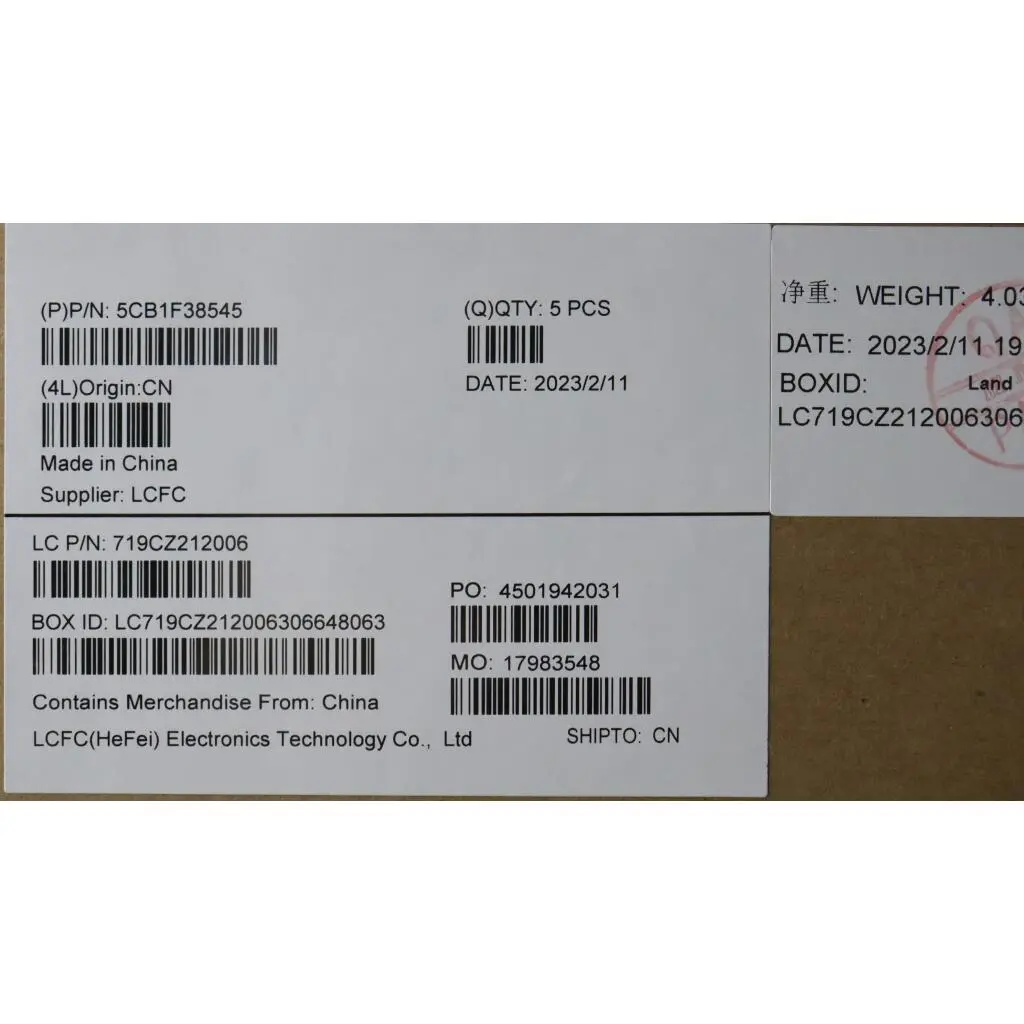 (P)P/N: 5CB1F38545
(Q)QTY: 5 PCS
(4L)Origin:CN
DATE: 2023/2/11
Made in China
Supplier: LCFC
LC P/N: 719CZ212006
PO: 4501942031
BOX ID: LC719CZ212006306648063
MO: 17983548
Contains Merchandise From: China
LCFC(HeFei) Electronics Technology Co., Ltd
SHIPTO: CN
净重: WEIGHT: 4.03
DATE: 2023/2/11 19
BOXID: Land
LC719CZ212006306